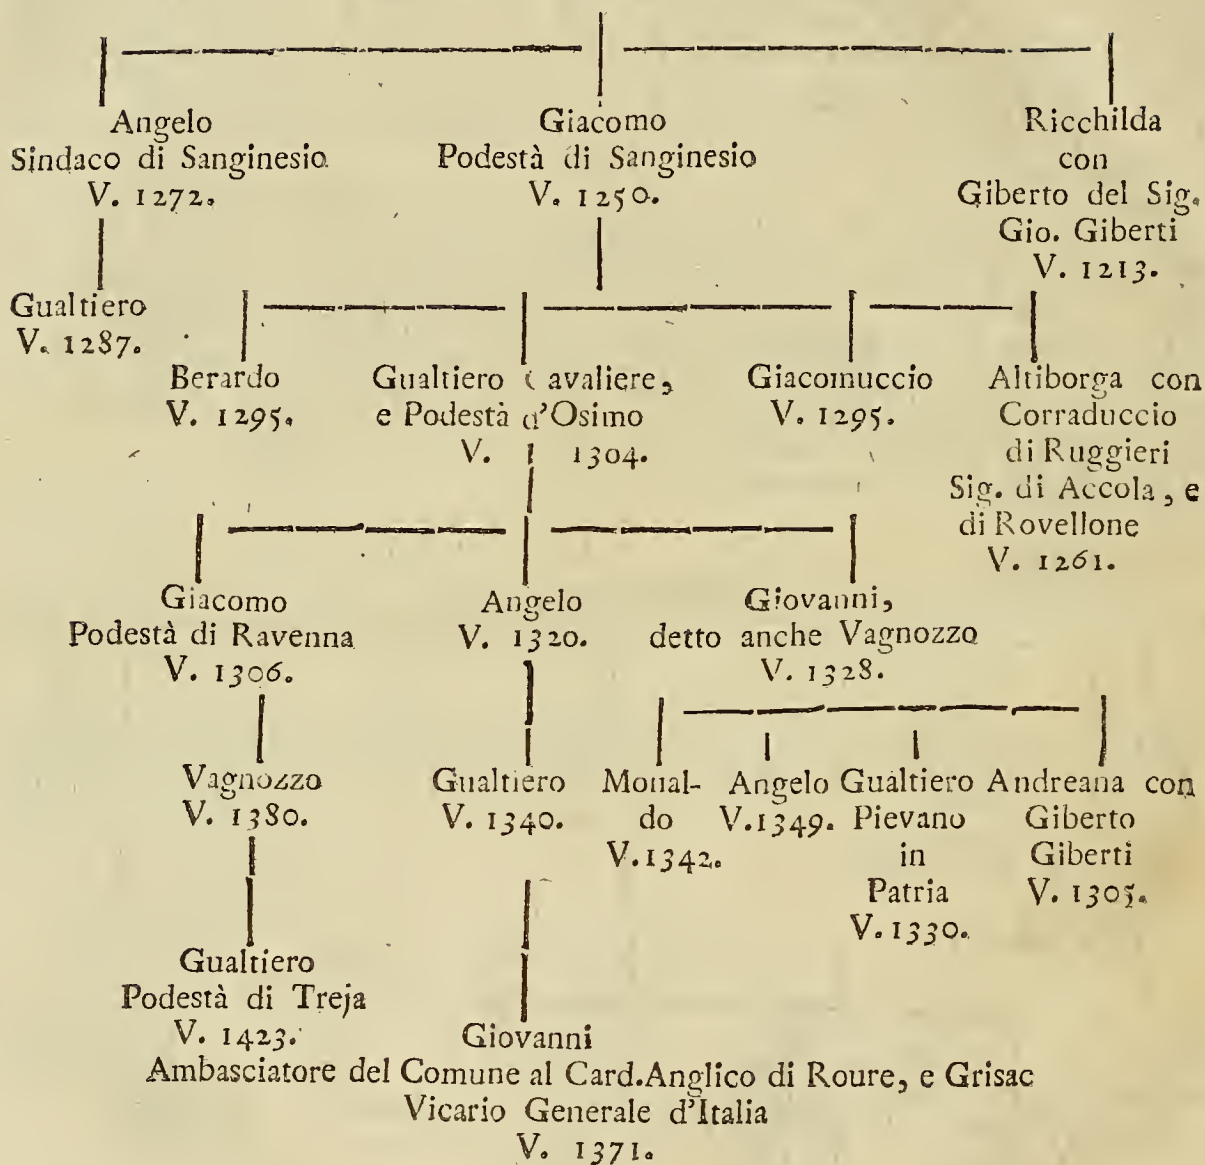 Angelo
Sindaco di Sanginesio
V. 1272.
Giacomo
Podestà di Sanginesio
V. 1250.
Ricchilda
con
Giberto del Sig.
Gio. Giberti
V. 1213.
Gualtiero
V. 1287.
Berardo
V. 1295.
Gualtiero Cavaliere,
e Podestà d'Osimo
V. 1304.
Giacomuccio
V. 1295.
Altiborga con
Corraduccio
di Ruggieri
Sig. di Accola, e
di Rovellone
V. 1261.
Giacomo
Podestà di Ravenna
V. 1306.
Angelo
V. 1320.
Giovanni,
detto anche Vagnozzo
V. 1328.
Vagnozzo
V. 1380.
Gualtiero
V. 1340.
Monal-
do
V.1342.
Angelo
V.1349.
Gualtiero
Pievano
in
Patria
V.1330.
Andreana con
Giberto
Giberti
V. 1305.
Gualtiero
Podestà di Treja
V. 1423.
Giovanni
Ambasciatore del Comune al Card.Anglico di Roure, e Grisac
Vicario Generale d'Italia
V. 1371.